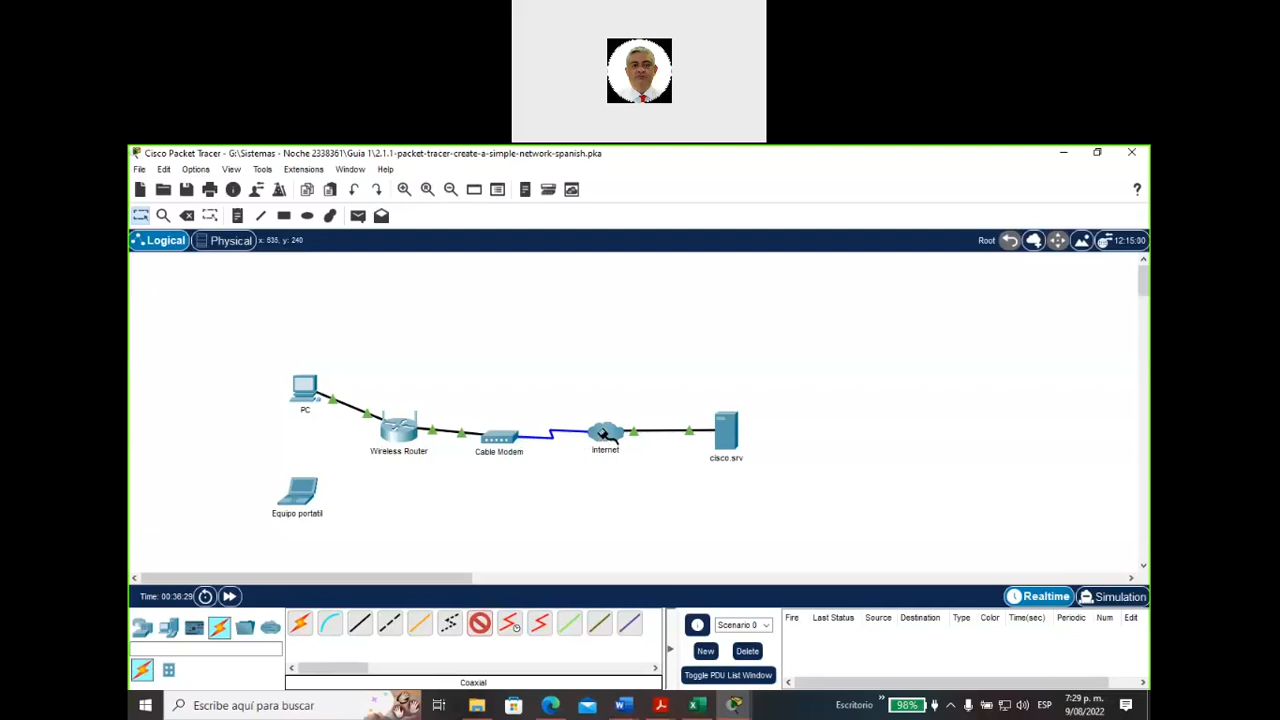 Cisco Packet Tracer - G:\Sistemas - Noche 2338361\Guia 1\2.1.1-packet-tracer-create-a-simple-network-spanish.pka
File Edit Options View Tools Extensions Window Help
?
Logical Physical x: 535, y: 240 Root 12:15:00
PC
Wireless Router
Cable Modem
Internet
cisco.srv
Equipo portatil
Time: 00:36:29 Realtime Simulation
Scenario 0
New Delete
Toggle PDU List Window
Fire Last Status Source Destination Type Color Time(sec) Periodic Num Edit
Coaxial
Escribe aquí para buscar
Escritorio » 98% ESP
7:29 p. m.
9/08/2022